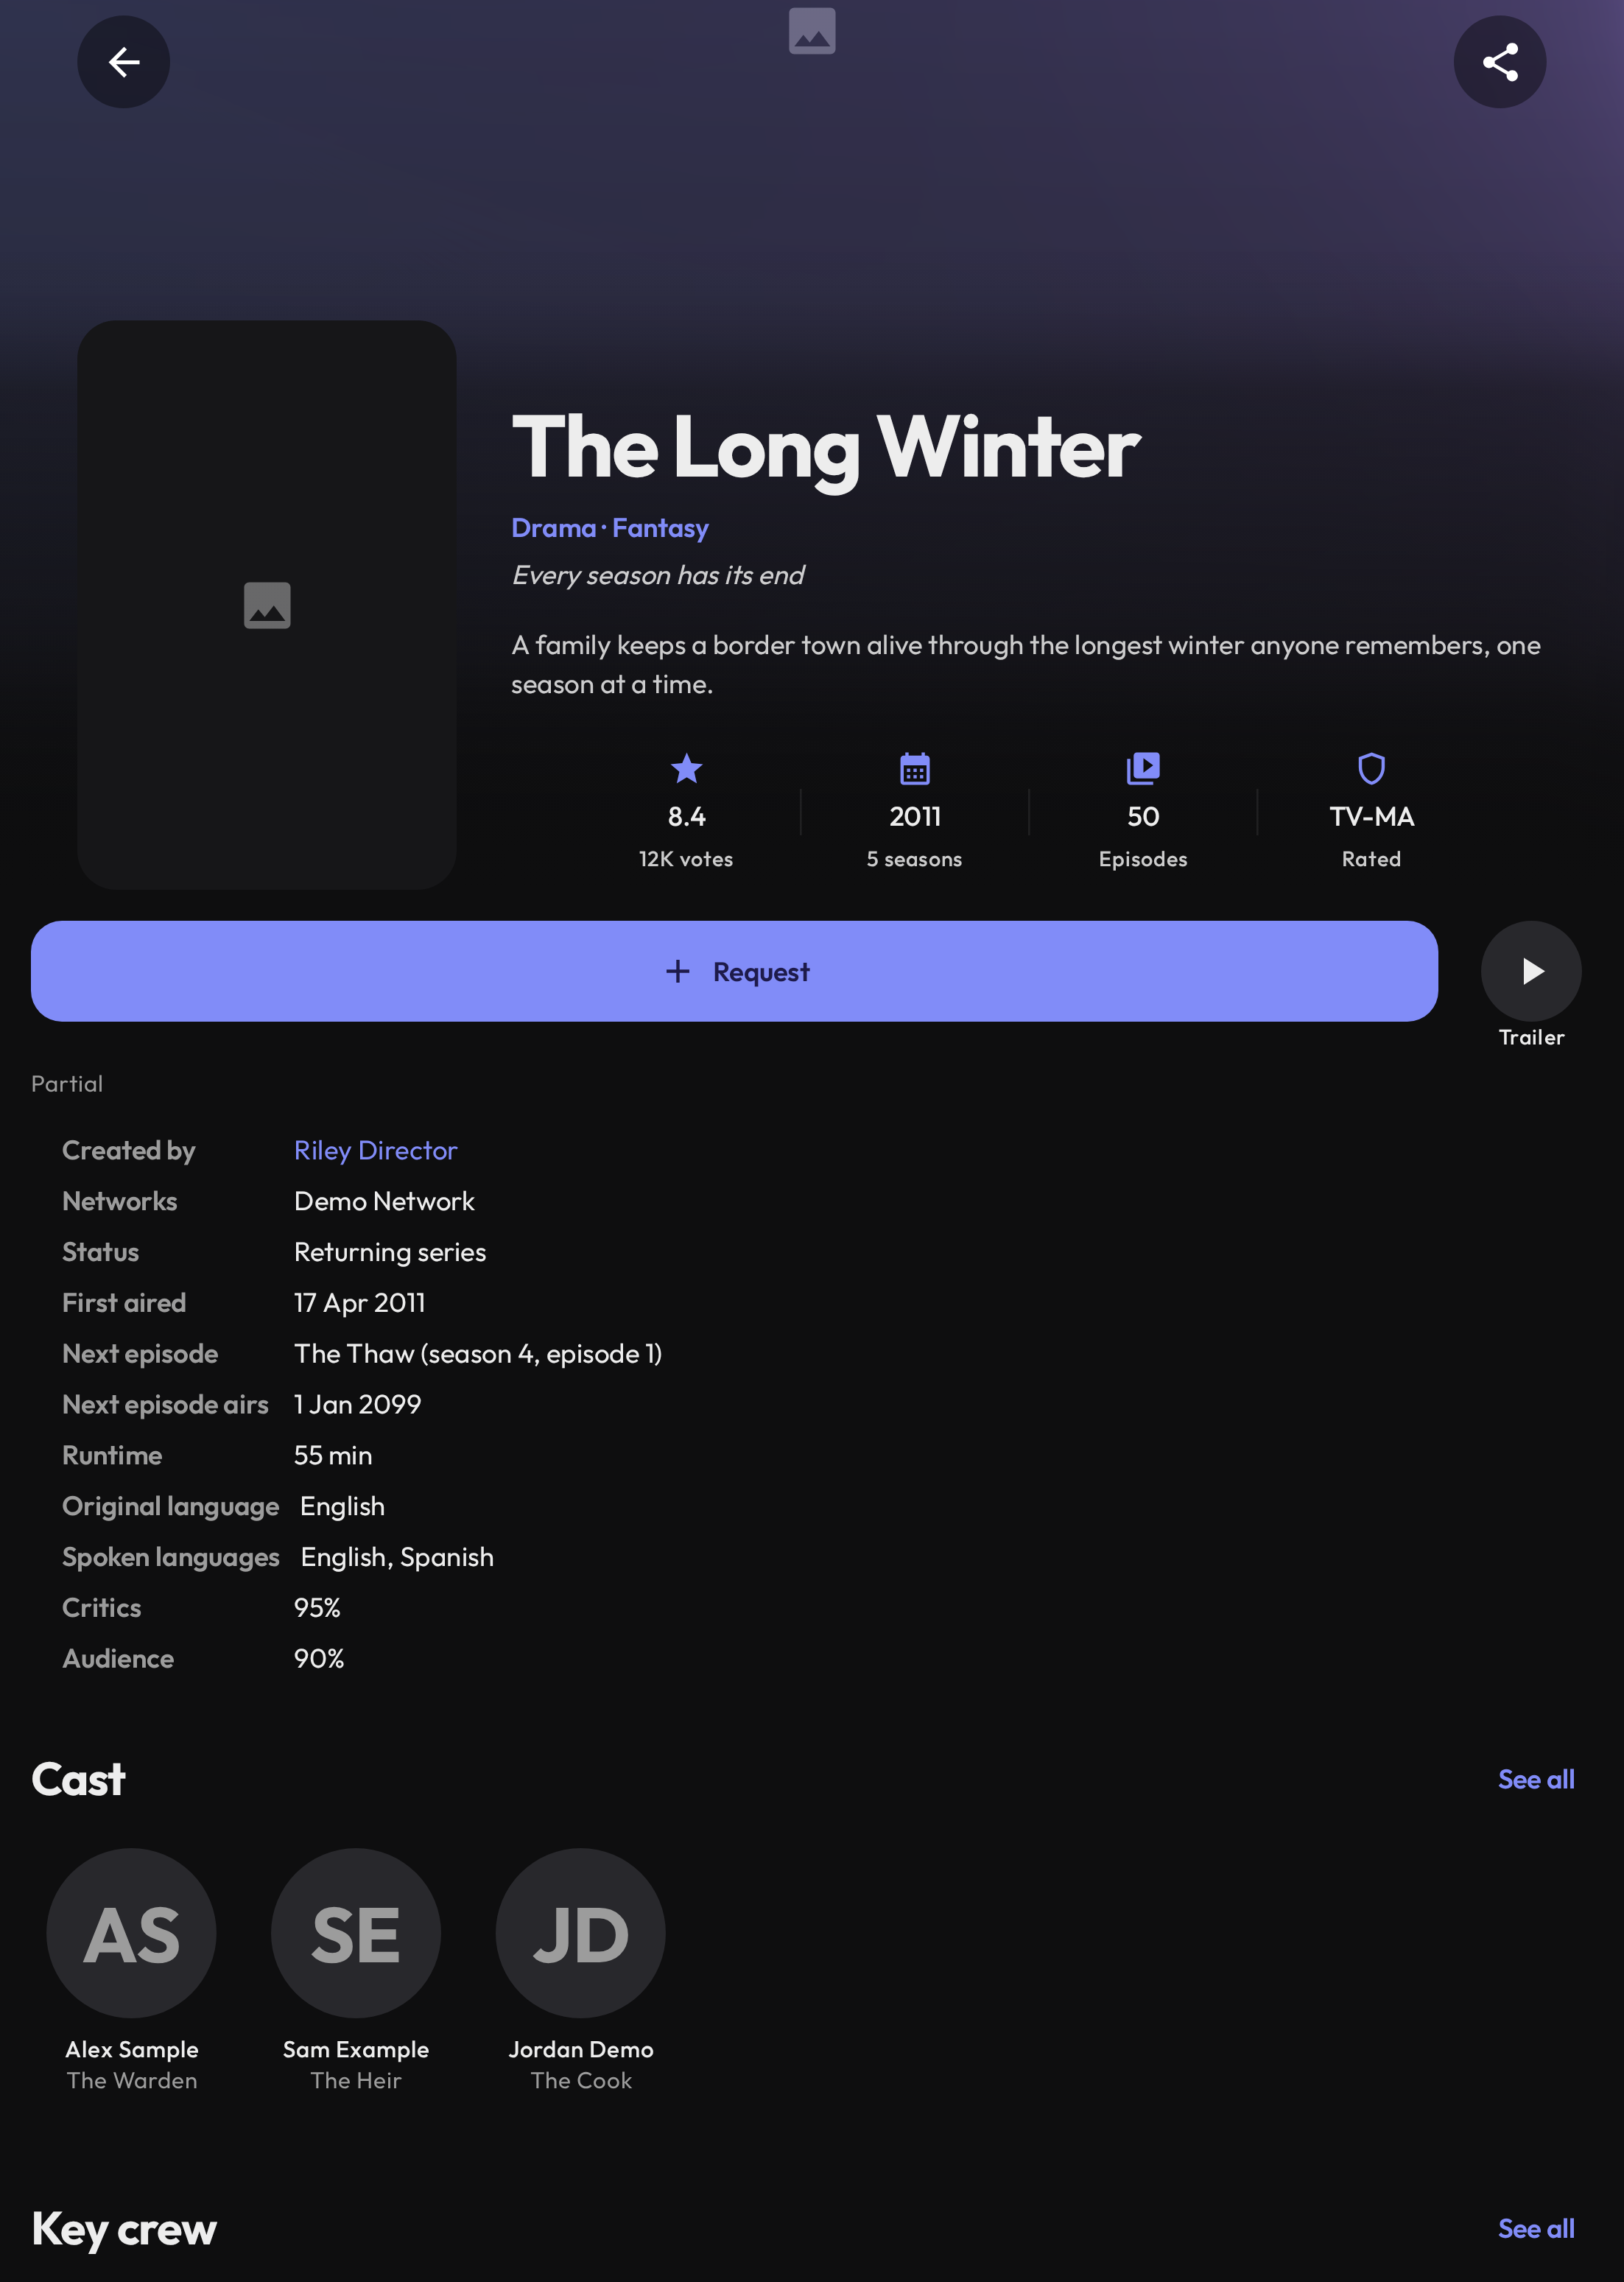 The Long Winter
Drama · Fantasy
Every season has its end
A family keeps a border town alive through the longest winter anyone remembers, one
season at a time.
8.4
12K votes
2011
5 seasons
50
Episodes
TV-MA
Rated
Request
Trailer
Partial
Created by Riley Director
Networks Demo Network
Status Returning series
First aired 17 Apr 2011
Next episode The Thaw (season 4, episode 1)
Next episode airs 1 Jan 2099
Runtime 55 min
Original language English
Spoken languages English, Spanish
Critics 95%
Audience 90%
Cast See all
AS
Alex Sample
The Warden
SE
Sam Example
The Heir
JD
Jordan Demo
The Cook
Key crew See all